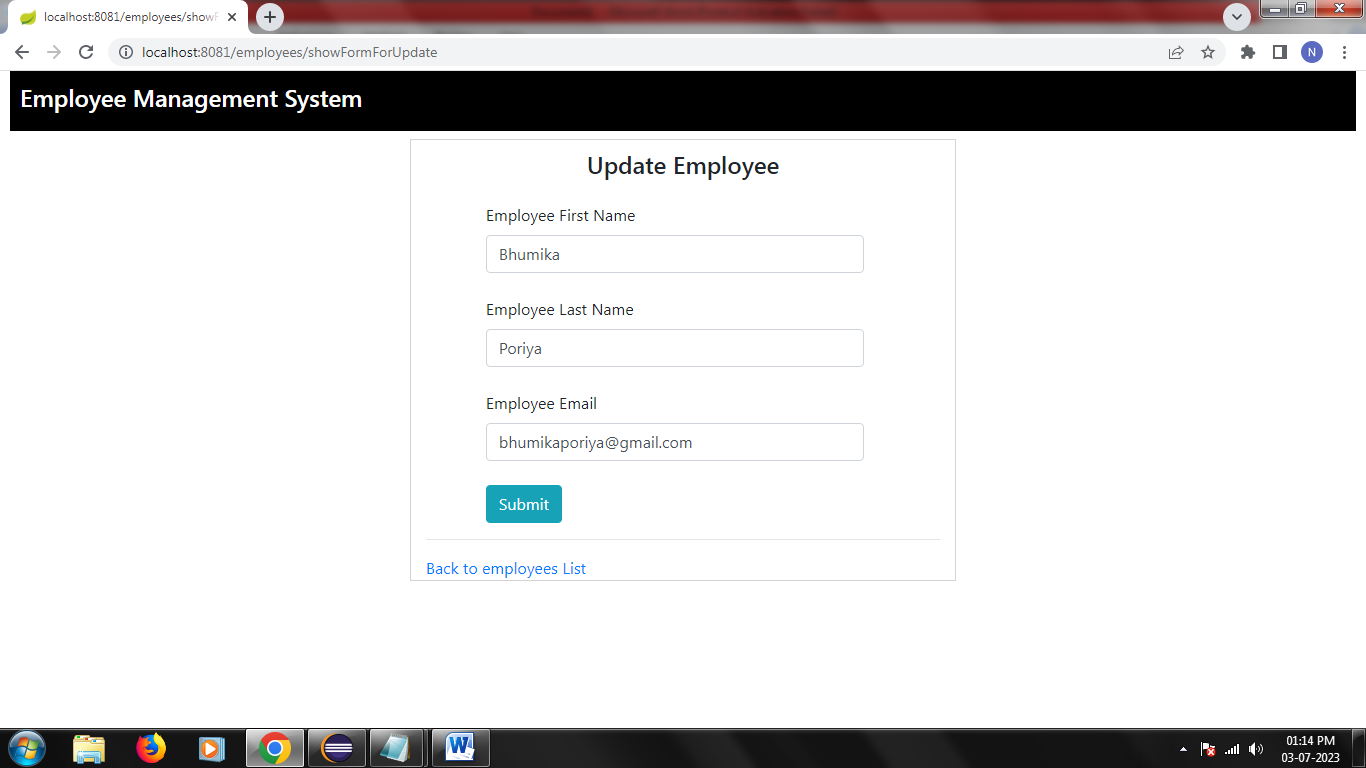 localhost:8081/employees/showF
localhost:8081/employees/showFormForUpdate
N
Employee Management System
Update Employee
Employee First Name
Bhumika
Employee Last Name
Poriya
Employee Email
bhumikaporiya@gmail.com
Submit
Back to employees List
01:14 PM
03-07-2023